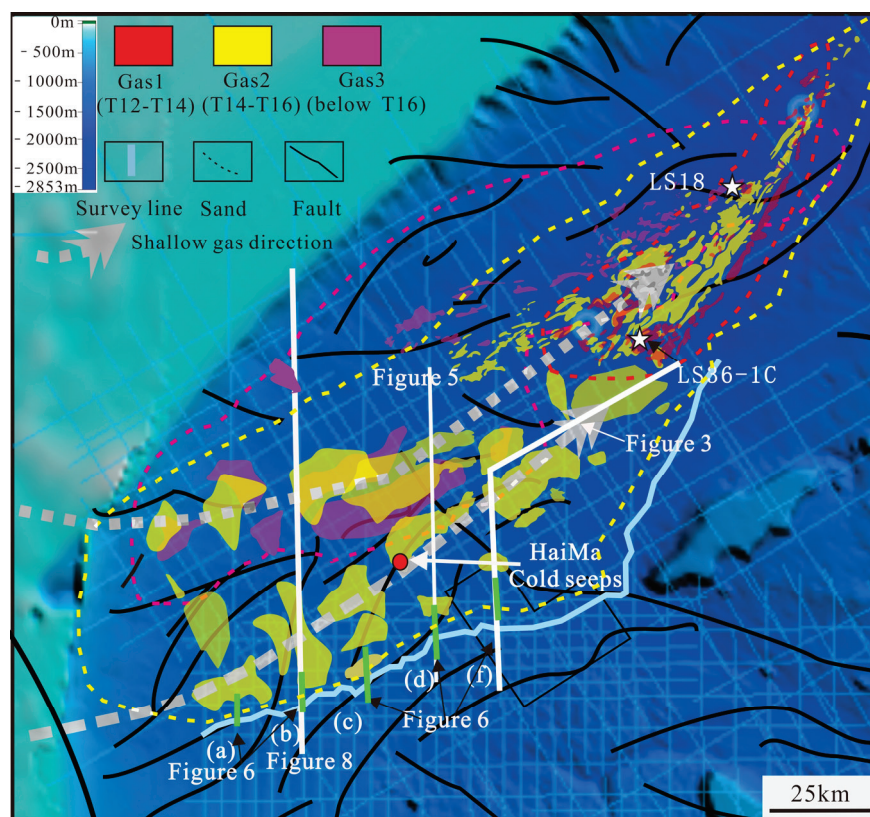 0m
- 500m
- 1000m
- 1500m
- 2000m
- 2500m
- 2853m
Gas1
(T12-T14)
Gas2
(T14-T16)
Gas3
(below T16)
Survey line
Sand
Fault
Shallow gas direction
LS18
LS36-1C
Figure 5
Figure 3
HaiMa
Cold seeps
(a)
(b)
(c)
(d)
(f)
Figure 6
Figure 8
Figure 6
25km